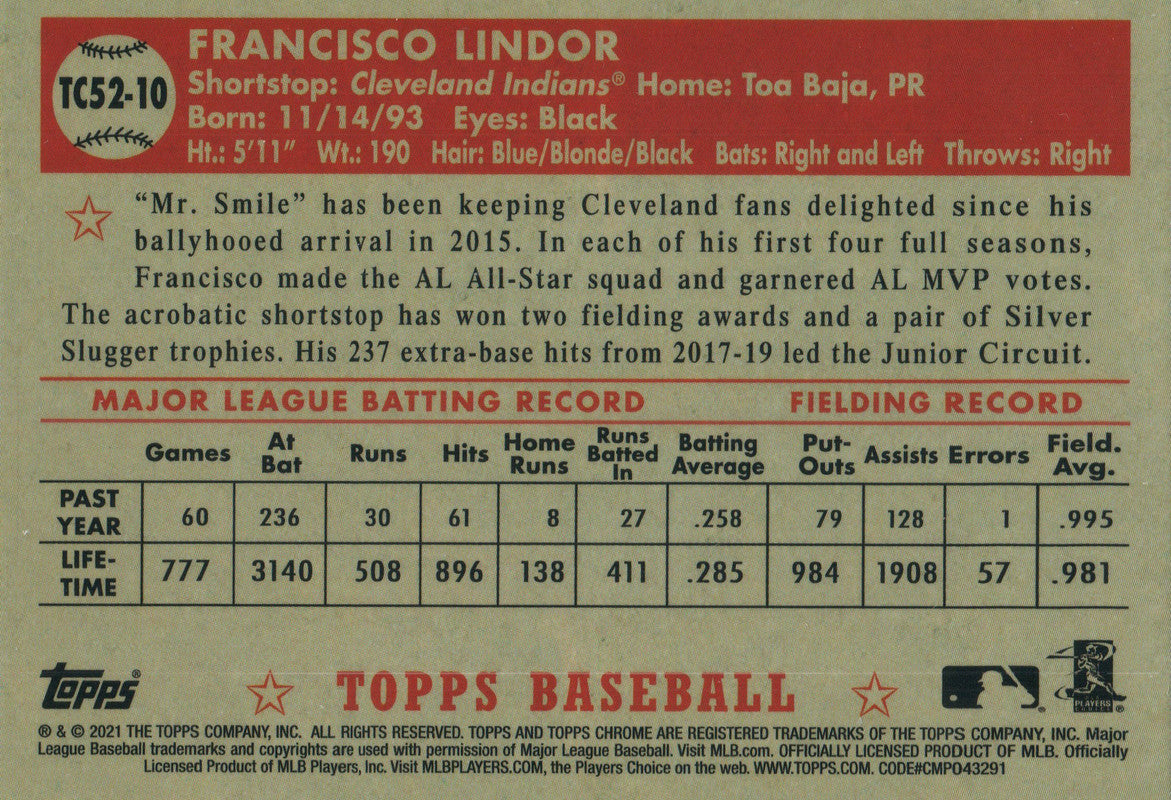 TC52-10
FRANCISCO LINDOR
Shortstop: Cleveland Indians® Home: Toa Baja, PR
Born: 11/14/93 Eyes: Black
Ht.: 5'11" Wt.: 190 Hair: Blue/Blonde/Black Bats: Right and Left Throws: Right
“Mr. Smile” has been keeping Cleveland fans delighted since his
ballyhooed arrival in 2015. In each of his first four full seasons,
Francisco made the AL All-Star squad and garnered AL MVP votes.
The acrobatic shortstop has won two fielding awards and a pair of Silver
Slugger trophies. His 237 extra-base hits from 2017-19 led the Junior Circuit.
MAJOR LEAGUE BATTING RECORD FIELDING RECORD
Games At Bat Runs Hits Home Runs Runs Batted In Batting Average Put-Outs Assists Errors Field. Avg.
PAST YEAR 60 236 30 61 8 27 .258 79 128 1 .995
LIFE-TIME 777 3140 508 896 138 411 .285 984 1908 57 .981
Topps® TOPPS BASEBALL PLAYERS CHOICE ®
® & © 2021 THE TOPPS COMPANY, INC. ALL RIGHTS RESERVED. TOPPS AND TOPPS CHROME ARE REGISTERED TRADEMARKS OF THE TOPPS COMPANY, INC. Major
League Baseball trademarks and copyrights are used with permission of Major League Baseball. Visit MLB.com. OFFICIALLY LICENSED PRODUCT OF MLB. Officially
Licensed Product of MLB Players, Inc. Visit MLBPLAYERS.COM, the Players Choice on the web. WWW.TOPPS.COM. CODE#CMP043291